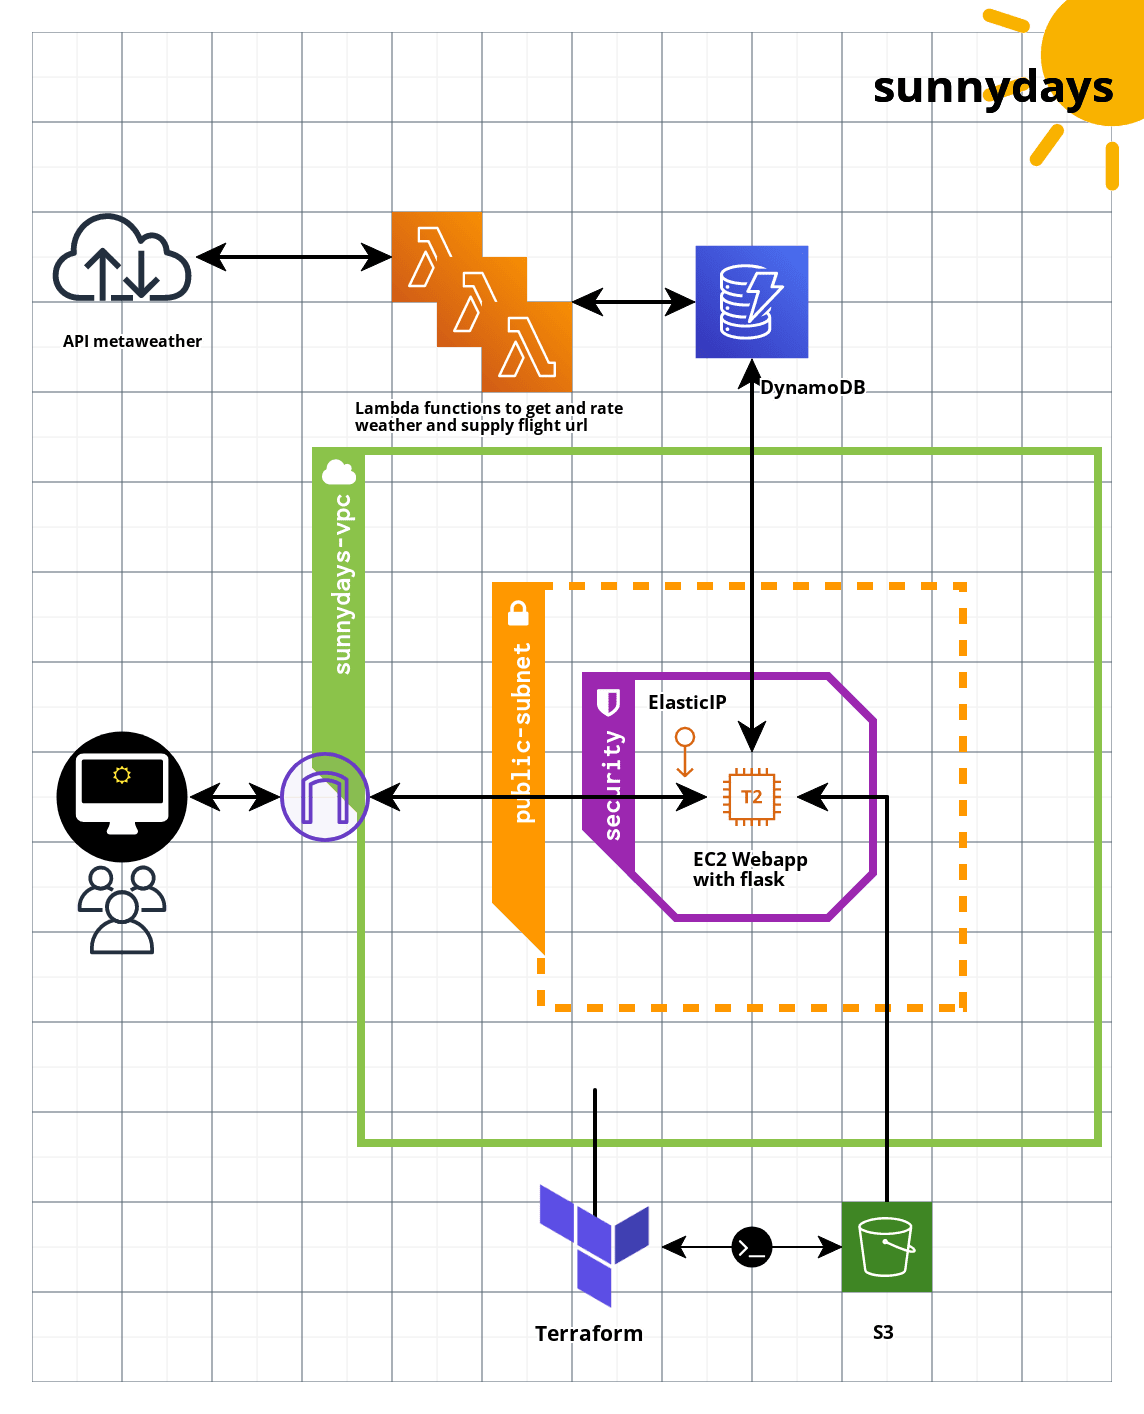 sunnydays
API metaweather
Lambda functions to get and rate
weather and supply flight url
DynamoDB
sunnydays-vpc
public-subnet
security
ElasticIP
T2
EC2 Webapp
with flask
Terraform
S3